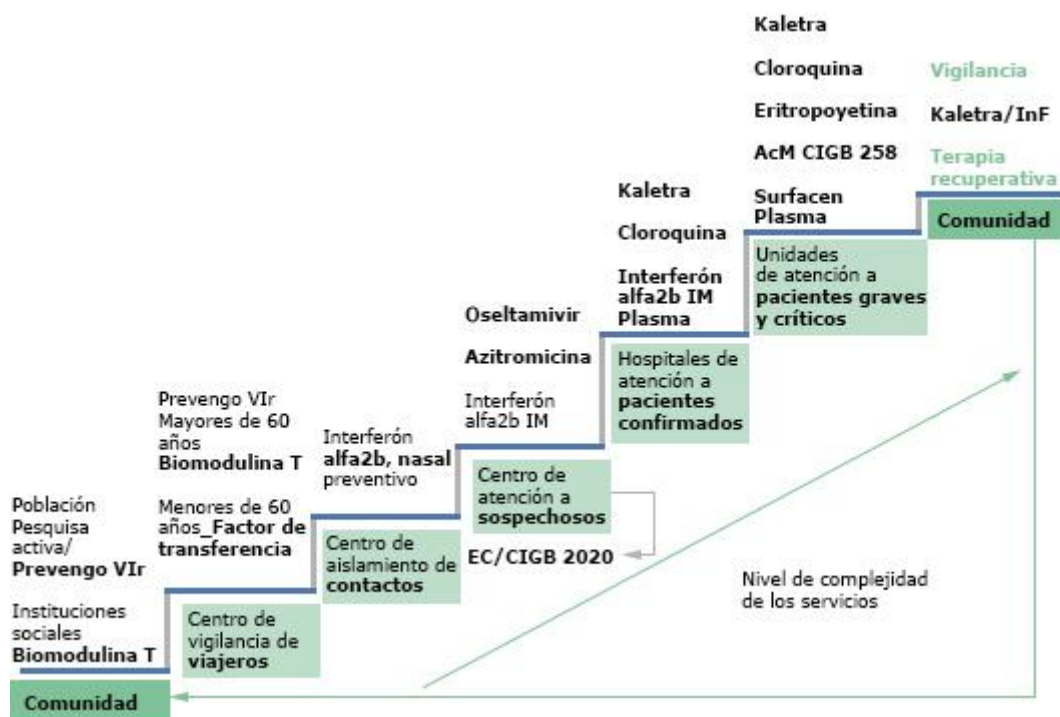 Población
Pesquisa
activa/
Prevengo VIr
Instituciones
sociales
Biomodulina T
Comunidad
Prevengo VIr
Mayores de 60
años
Biomodulina T
Menores de 60
años_Factor de
transferencia
Centro de
vigilancia de
viajeros
Interferón
alfa2b, nasal
preventivo
Centro de
aislamiento de
contactos
Oseltamivir
Azitromicina
Interferón
alfa2b IM
Centro de
atención a
sospechosos
EC/CIGB 2020
Kaletra
Cloroquina
Interferón
alfa2b IM
Plasma
Hospitales de
atención a
pacientes
confirmados
Kaletra
Cloroquina
Eritropoyetina
AcM CIGB 258
Surfacen
Plasma
Unidades
de atención a
pacientes graves
y críticos
Vigilancia
Kaletra/InF
Terapia
recuperativa
Comunidad
Nivel de complejidad
de los servicios